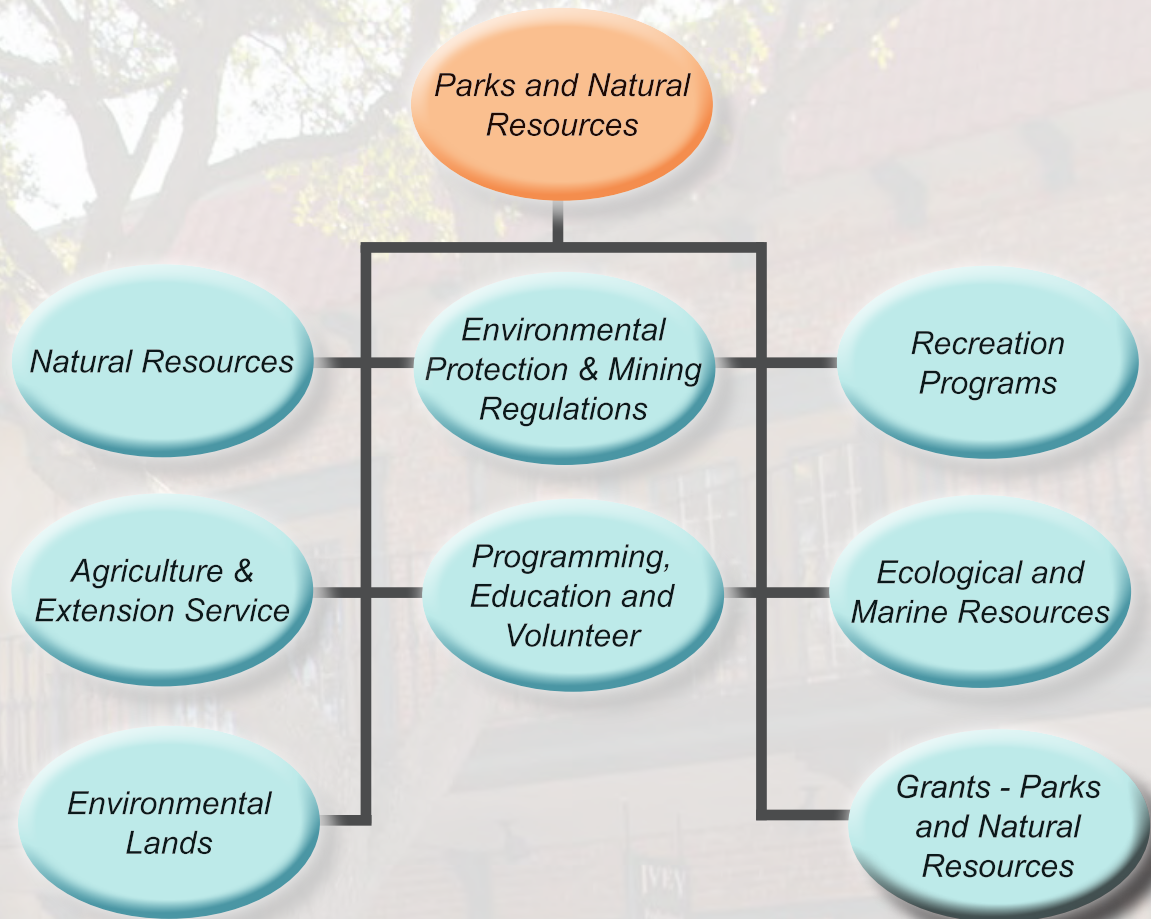 Parks and Natural
Resources
Natural Resources
Environmental
Protection & Mining
Regulations
Recreation
Programs
Agriculture &
Extension Service
Programming,
Education and
Volunteer
Ecological and
Marine Resources
Environmental
Lands
Grants - Parks
and Natural
Resources
IVEY